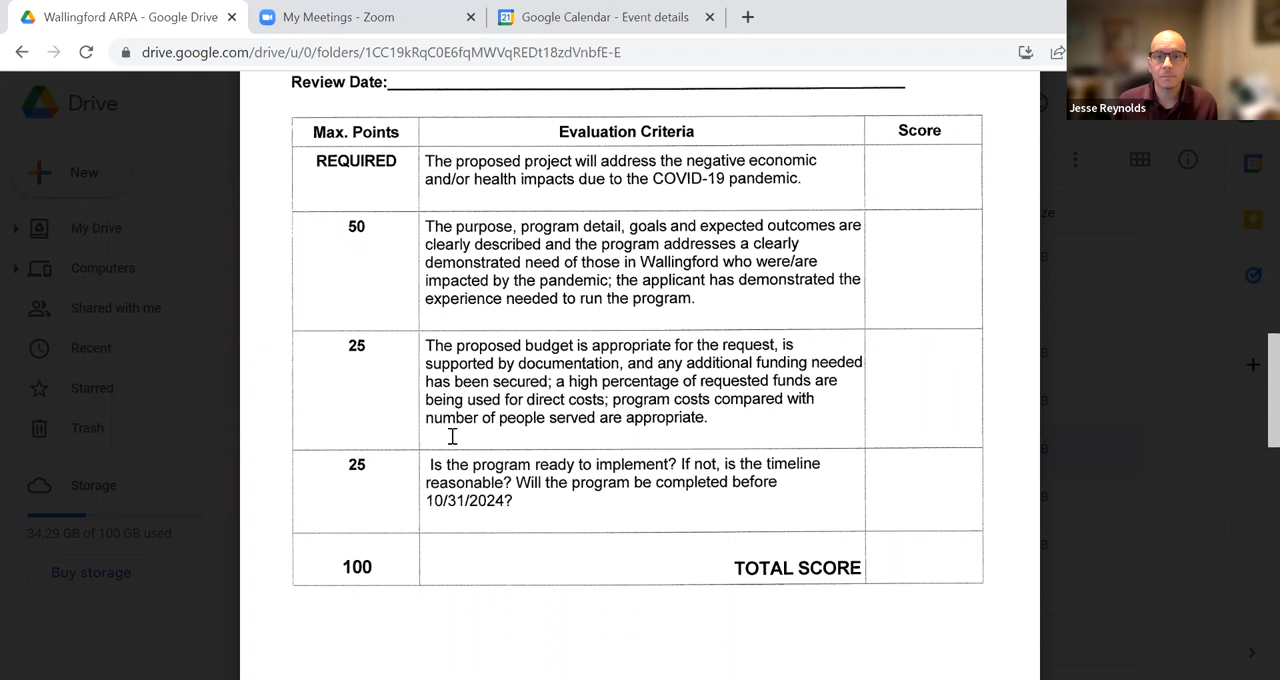 Wallingford ARPA - Google Drive
My Meetings - Zoom
Google Calendar - Event details
drive.google.com/drive/u/0/folders/1CC19kRqC0E6fqMWVqREDt18zdVnbfE-E
Jesse Reynolds
Drive
New
My Drive
Computers
Shared with me
Recent
Starred
Trash
Storage
34.29 GB of 100 GB used
Buy storage
Review Date:
Max. Points Evaluation Criteria Score
REQUIRED The proposed project will address the negative economic
and/or health impacts due to the COVID-19 pandemic.
50 The purpose, program detail, goals and expected outcomes are
clearly described and the program addresses a clearly
demonstrated need of those in Wallingford who were/are
impacted by the pandemic; the applicant has demonstrated the
experience needed to run the program.
25 The proposed budget is appropriate for the request, is
supported by documentation, and any additional funding needed
has been secured; a high percentage of requested funds are
being used for direct costs; program costs compared with
number of people served are appropriate.
25 Is the program ready to implement? If not, is the timeline
reasonable? Will the program be completed before
10/31/2024?
100 TOTAL SCORE